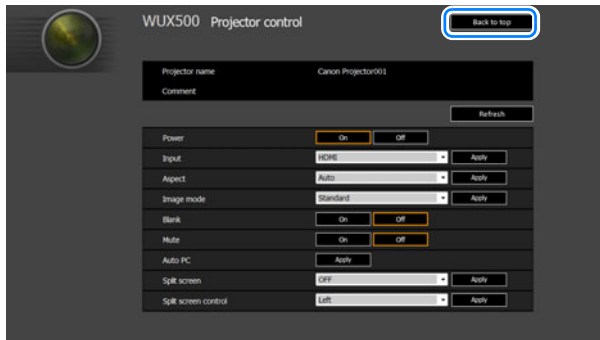 WUX500 Projector control
Back to top
Projector name Canon Projector001
Comment
Refresh
Power On Off
Input HDMI Apply
Aspect Auto Apply
Image mode Standard Apply
Blank On Off
Mute On Off
Auto PC Apply
Split screen OFF Apply
Split screen control Left Apply